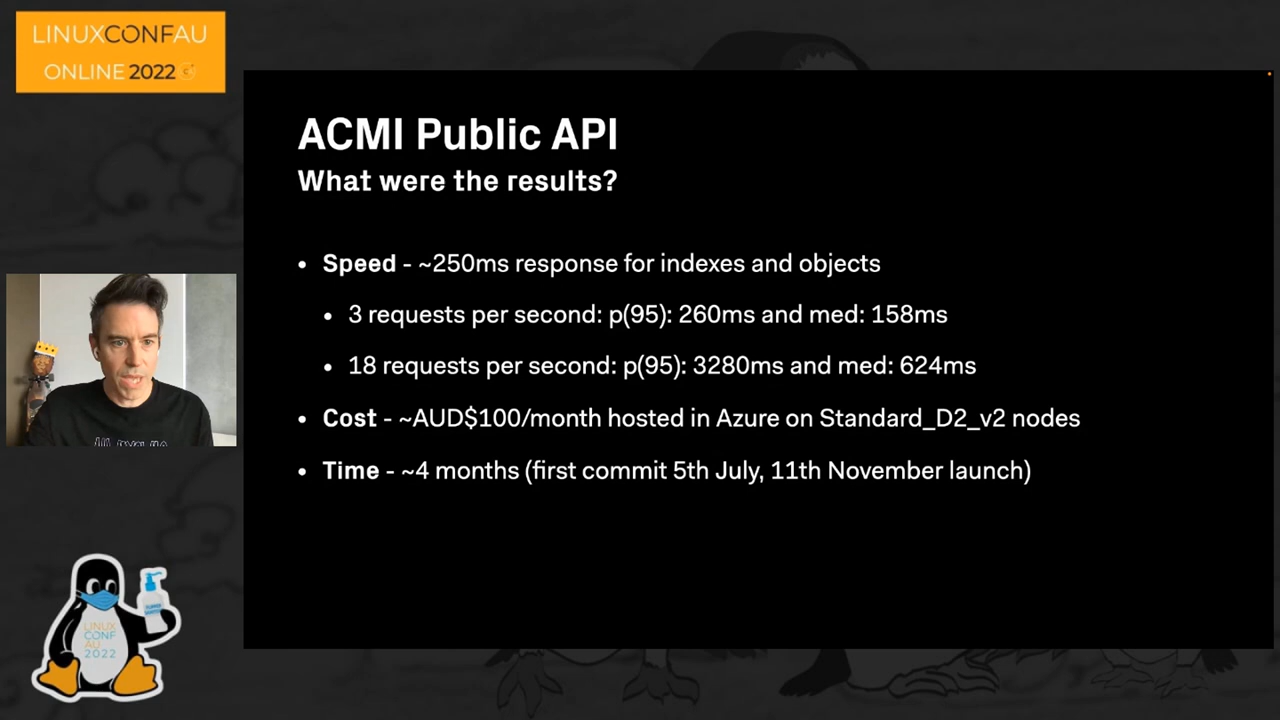 LINUXCONFAU
ONLINE 2022
ACMI Public API
What were the results?
• Speed - ~250ms response for indexes and objects
• 3 requests per second: p(95): 260ms and med: 158ms
• 18 requests per second: p(95): 3280ms and med: 624ms
• Cost - ~AUD$100/month hosted in Azure on Standard_D2_v2 nodes
• Time - ~4 months (first commit 5th July, 11th November launch)
LINUX
CONF
AU
2022